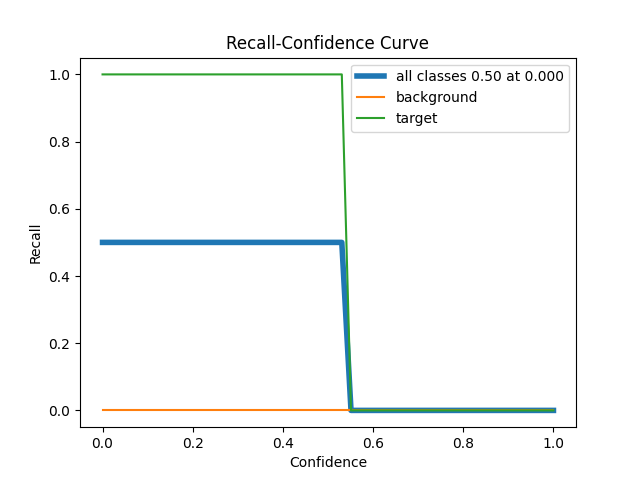 Recall-Confidence Curve
all classes 0.50 at 0.000
background
target
Recall
1.0
0.8
0.6
0.4
0.2
0.0
0.0 0.2 0.4 0.6 0.8 1.0
Confidence